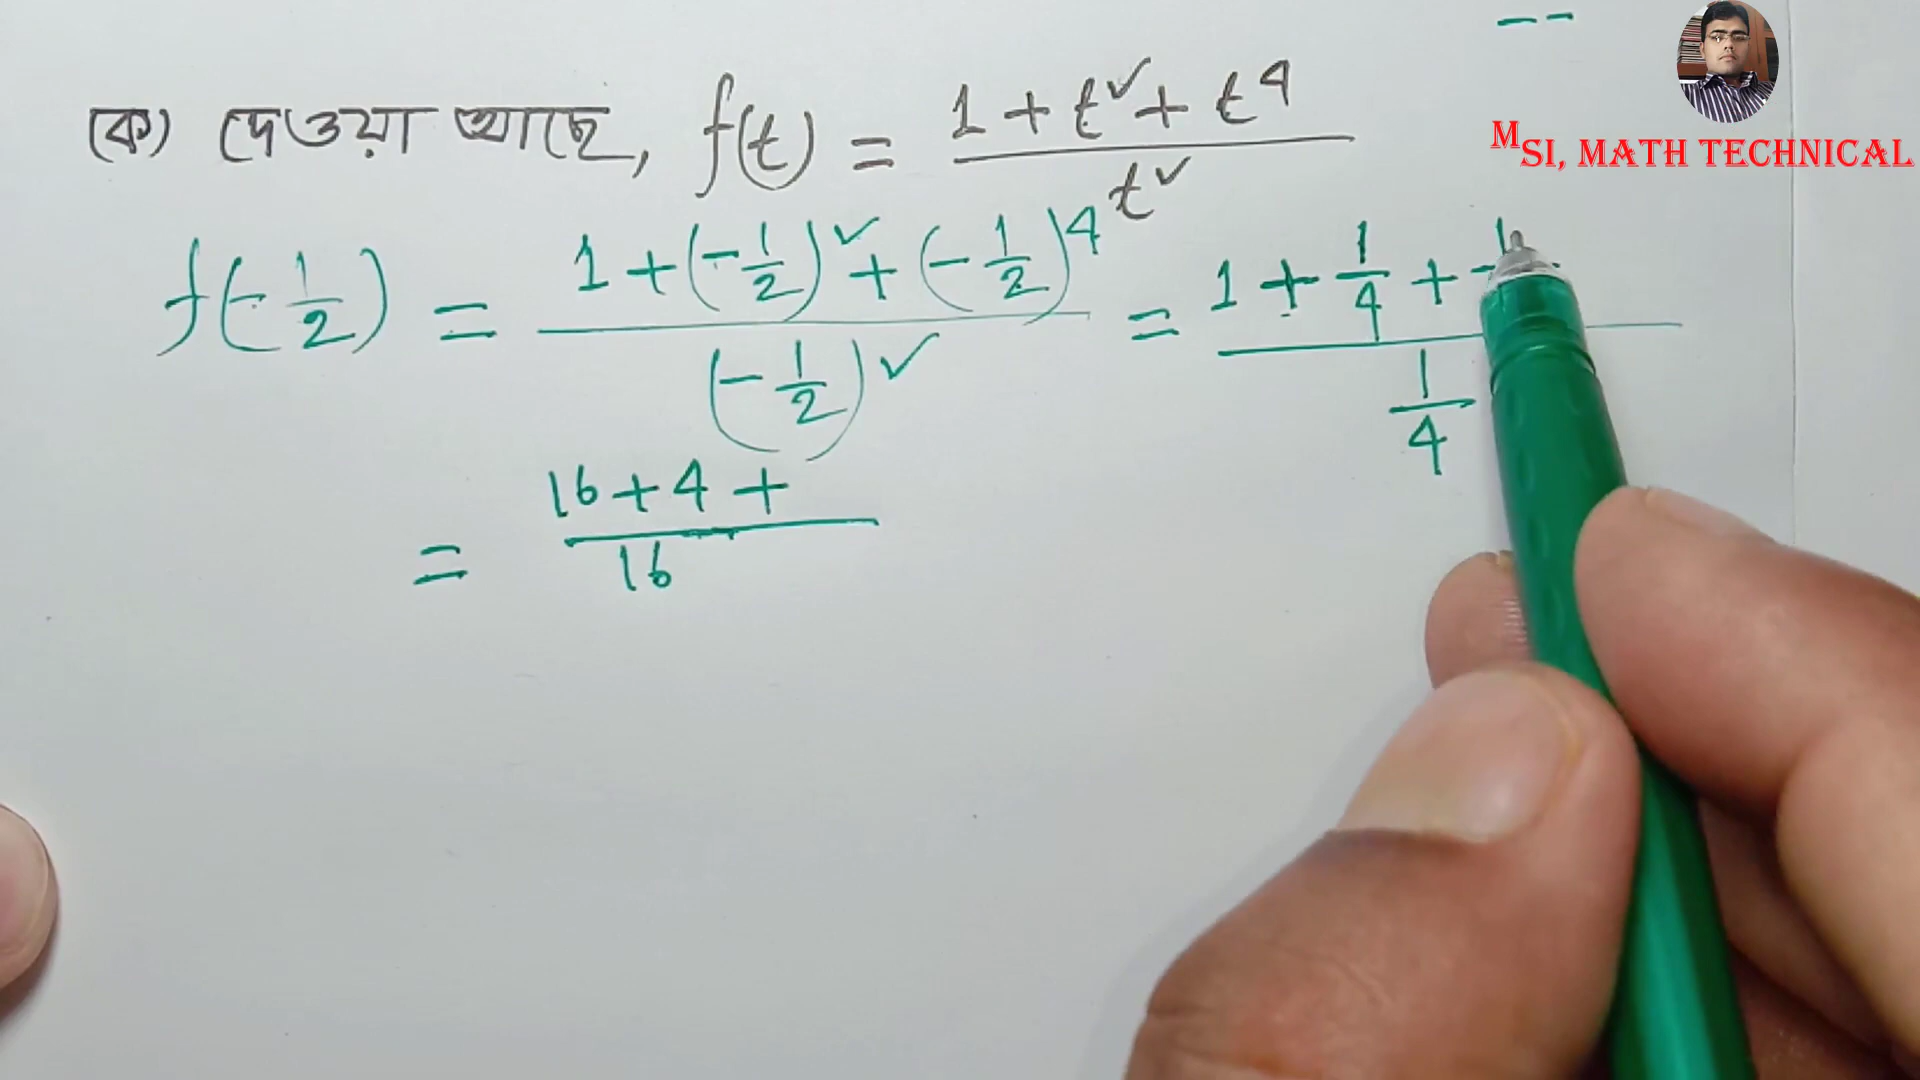 MSI, MATH TECHNICAL
(ক) দেওয়া আছে, f(t) = (1 + t² + t⁴) / t²
f(-1/2) = (1 + (-1/2)² + (-1/2)⁴) / (-1/2)² = (1 + 1/4 + 1/) / (1/4)
= (16 + 4 +) / 16